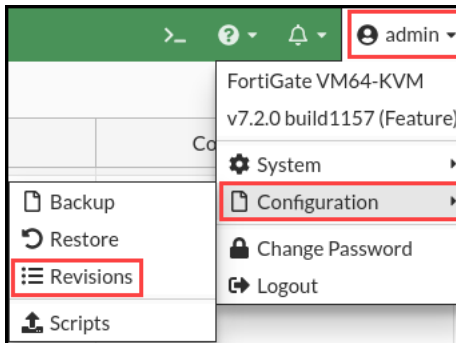 >_
admin
FortiGate VM64-KVM
v7.2.0 build1157 (Feature)
Co
System
Backup
Configuration
Restore
Change Password
Revisions
Logout
Scripts